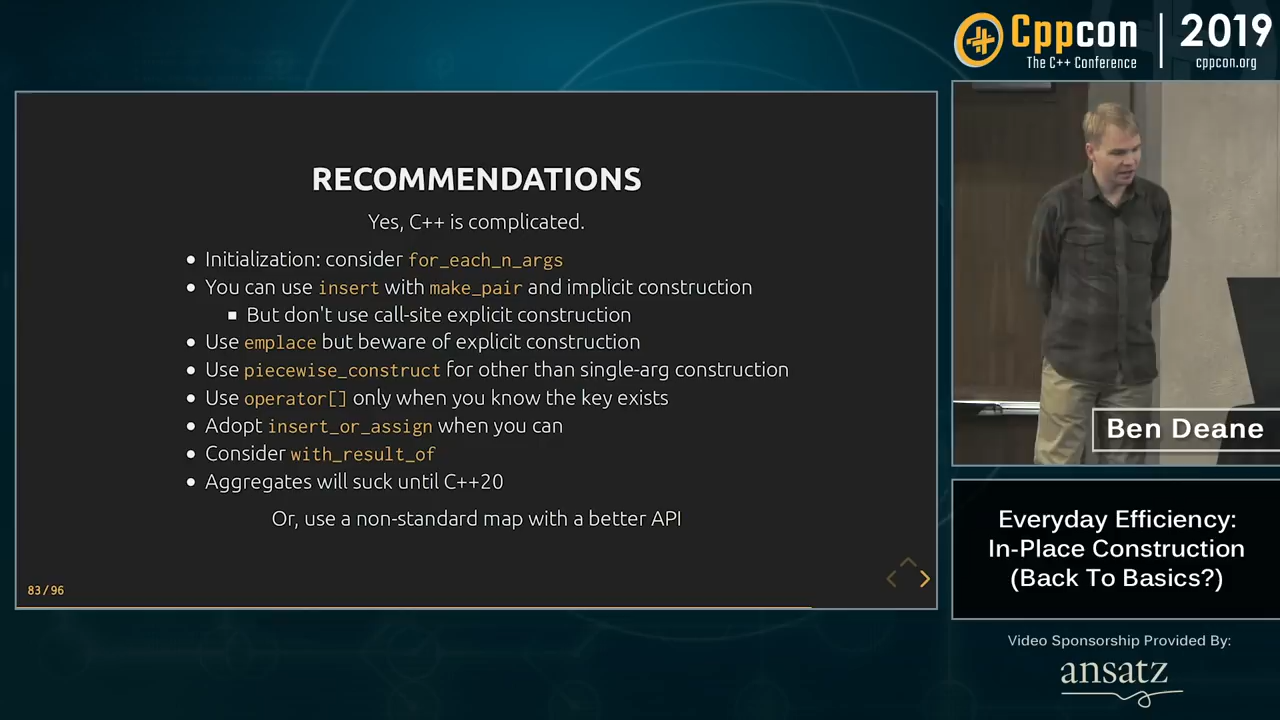 Cppcon | 2019
The C++ Conference
cppcon.org
RECOMMENDATIONS
Yes, C++ is complicated.
• Initialization: consider for_each_n_args
• You can use insert with make_pair and implicit construction
▪ But don't use call-site explicit construction
• Use emplace but beware of explicit construction
• Use piecewise_construct for other than single-arg construction
• Use operator[] only when you know the key exists
• Adopt insert_or_assign when you can
• Consider with_result_of
• Aggregates will suck until C++20
Or, use a non-standard map with a better API
83/96
Ben Deane
Everyday Efficiency:
In-Place Construction
(Back To Basics?)
Video Sponsorship Provided By:
ansatz